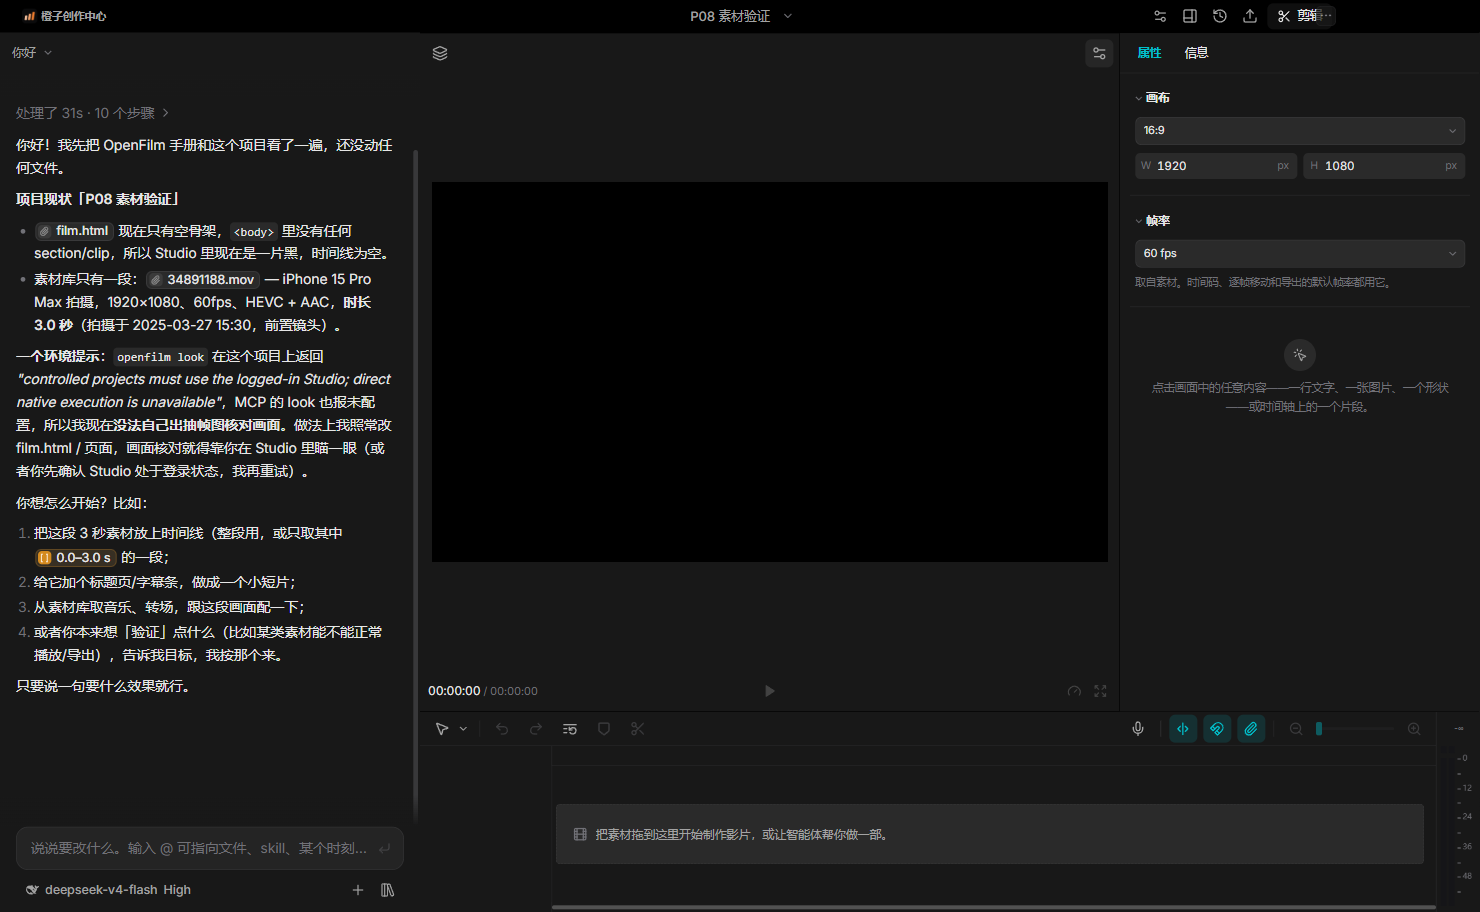 橙子创作中心
P08 素材验证
剪辑
你好
处理了 31s · 10 个步骤
你好！我先把 OpenFilm 手册和这个项目看了一遍，还没动任
何文件。
项目现状「P08 素材验证」
film.html 现在只有空骨架，<body> 里没有任何
section/clip，所以 Studio 里现在是一片黑，时间线为空。
素材库只有一段：34891188.mov — iPhone 15 Pro
Max 拍摄，1920×1080、60fps、HEVC + AAC，时长
3.0 秒（拍摄于 2025-03-27 15:30，前置镜头）。
一个环境提示：openfilm look 在这个项目上返回
"controlled projects must use the logged-in Studio; direct
native execution is unavailable"，MCP 的 look 也报未配
置，所以我现在没法自己出抽帧图核对画面。做法上我照常改
film.html / 页面，画面核对就得靠你在 Studio 里瞄一眼（或
者你先确认 Studio 处于登录状态，我再重试）。
你想怎么开始？比如：
1. 把这段 3 秒素材放上时间线（整段用，或只取其中
0.0–3.0 s 的一段；
2. 给它加个标题页/字幕条，做成一个小短片；
3. 从素材库取音乐、转场，跟这段画面配一下；
4. 或者你本来想「验证」点什么（比如某类素材能不能正常
播放/导出），告诉我目标，我按那个来。
只要说一句要什么效果就行。
说说要改什么。输入 @ 可指向文件、skill、某个时刻...
deepseek-v4-flash High
00:00:00 / 00:00:00
属性 信息
画布
16:9
W 1920 px H 1080 px
帧率
60 fps
取自素材。时间码、逐帧移动和导出的默认帧率都用它。
点击画面中的任意内容——一行文字、一张图片、一个形状
——或时间轴上的一个片段。
把素材拖到这里开始制作影片，或让智能体帮你做一部。
-∞
-0
-12
-24
-36
-48